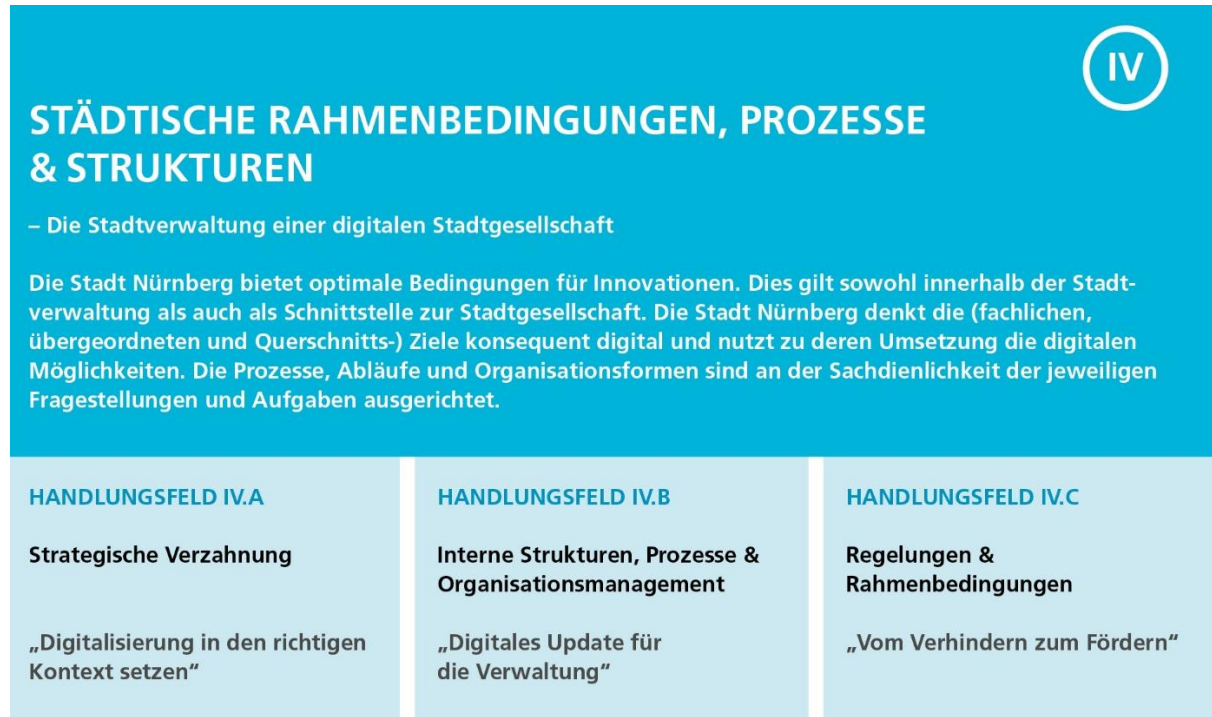 IV
STÄDTISCHE RAHMENBEDINGUNGEN, PROZESSE
& STRUKTUREN
– Die Stadtverwaltung einer digitalen Stadtgesellschaft
Die Stadt Nürnberg bietet optimale Bedingungen für Innovationen. Dies gilt sowohl innerhalb der Stadt-
verwaltung als auch als Schnittstelle zur Stadtgesellschaft. Die Stadt Nürnberg denkt die (fachlichen,
übergeordneten und Querschnitts-) Ziele konsequent digital und nutzt zu deren Umsetzung die digitalen
Möglichkeiten. Die Prozesse, Abläufe und Organisationsformen sind an der Sachdienlichkeit der jeweiligen
Fragestellungen und Aufgaben ausgerichtet.
HANDLUNGSFELD IV.A
Strategische Verzahnung
„Digitalisierung in den richtigen
Kontext setzen“
HANDLUNGSFELD IV.B
Interne Strukturen, Prozesse &
Organisationsmanagement
„Digitales Update für
die Verwaltung“
HANDLUNGSFELD IV.C
Regelungen &
Rahmenbedingungen
„Vom Verhindern zum Fördern“